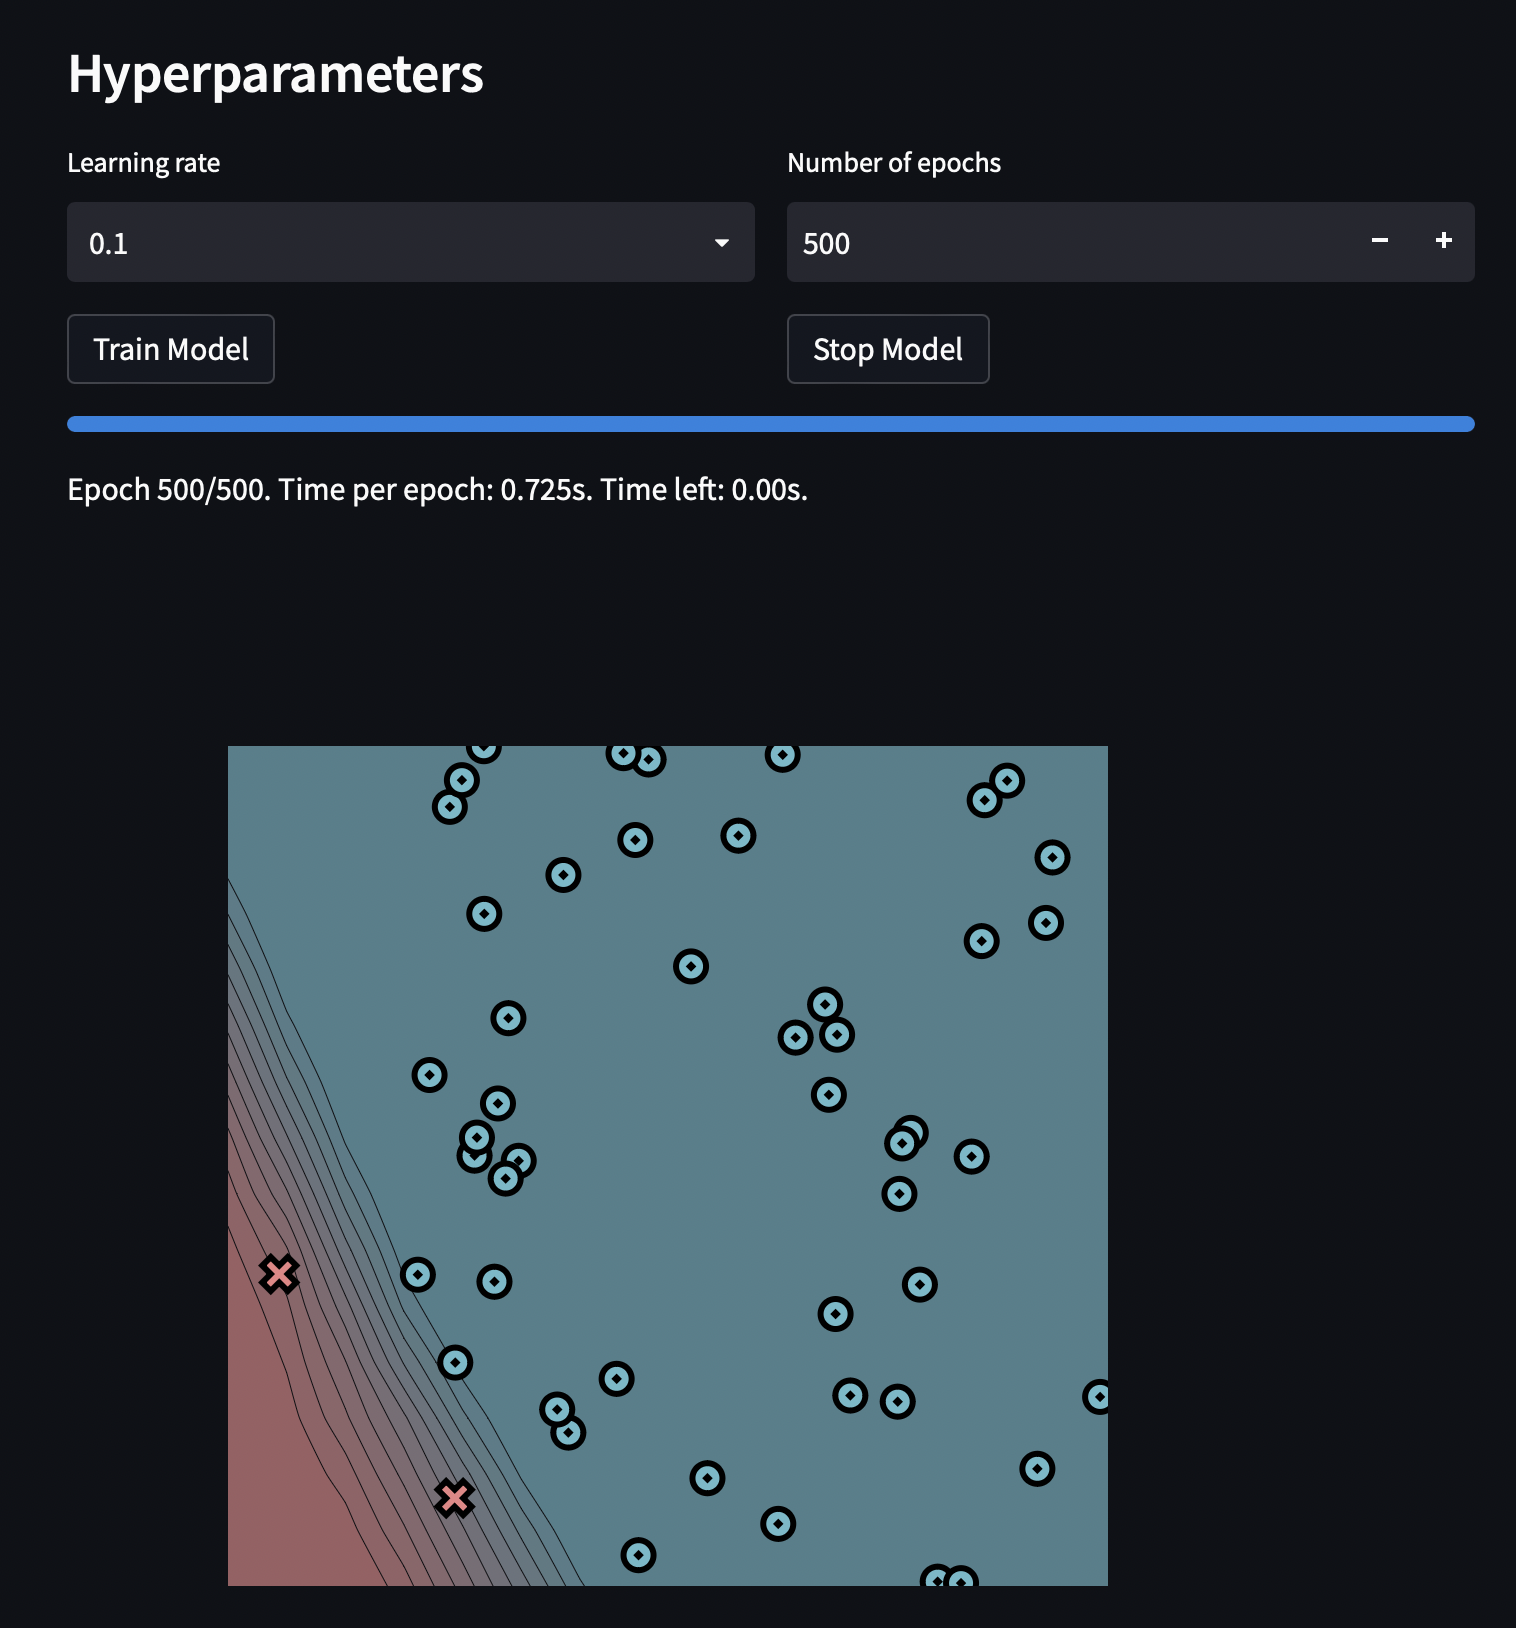 Hyperparameters
Learning rate
Number of epochs
0.1
500
Train Model
Stop Model
Epoch 500/500. Time per epoch: 0.725s. Time left: 0.00s.